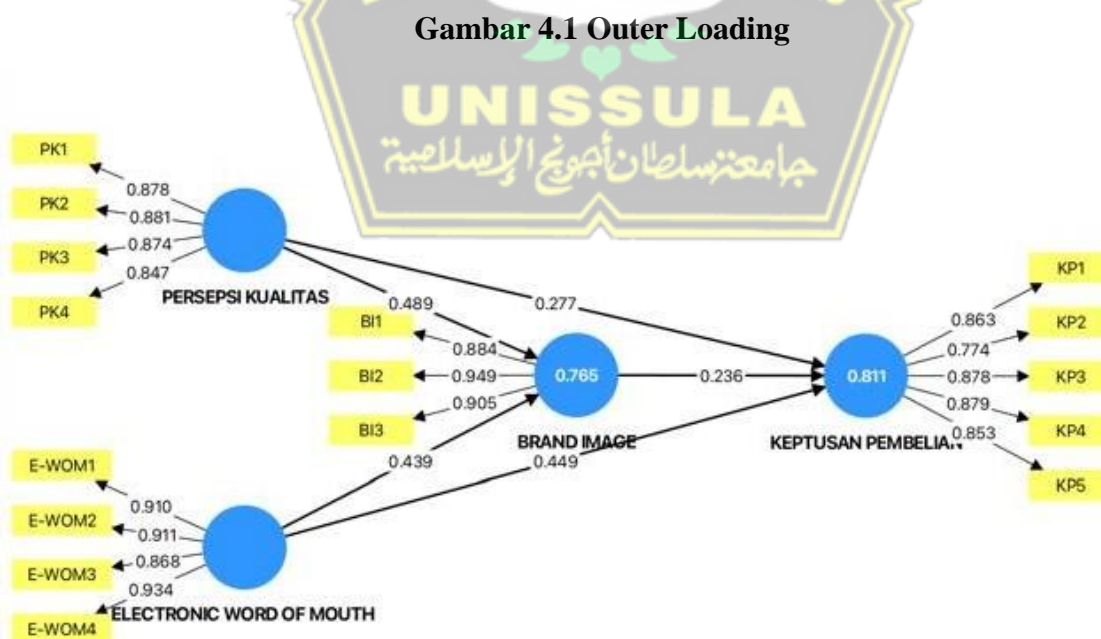 Gambar 4.1 Outer Loading
UNISSULA
جامعتسلطان أجونج الإسلامية
PK1
PK2
PK3
PK4
0.878
0.881
0.874
0.847
PERSEPSI KUALITAS
0.489
0.277
BI1
BI2
BI3
0.884
0.949
0.905
0.765
BRAND IMAGE
0.236
0.811
KEPTUSAN PEMBELIAN
0.863
0.774
0.878
0.879
0.853
KP1
KP2
KP3
KP4
KP5
0.439
0.449
E-WOM1
E-WOM2
E-WOM3
E-WOM4
0.910
0.911
0.868
0.934
ELECTRONIC WORD OF MOUTH